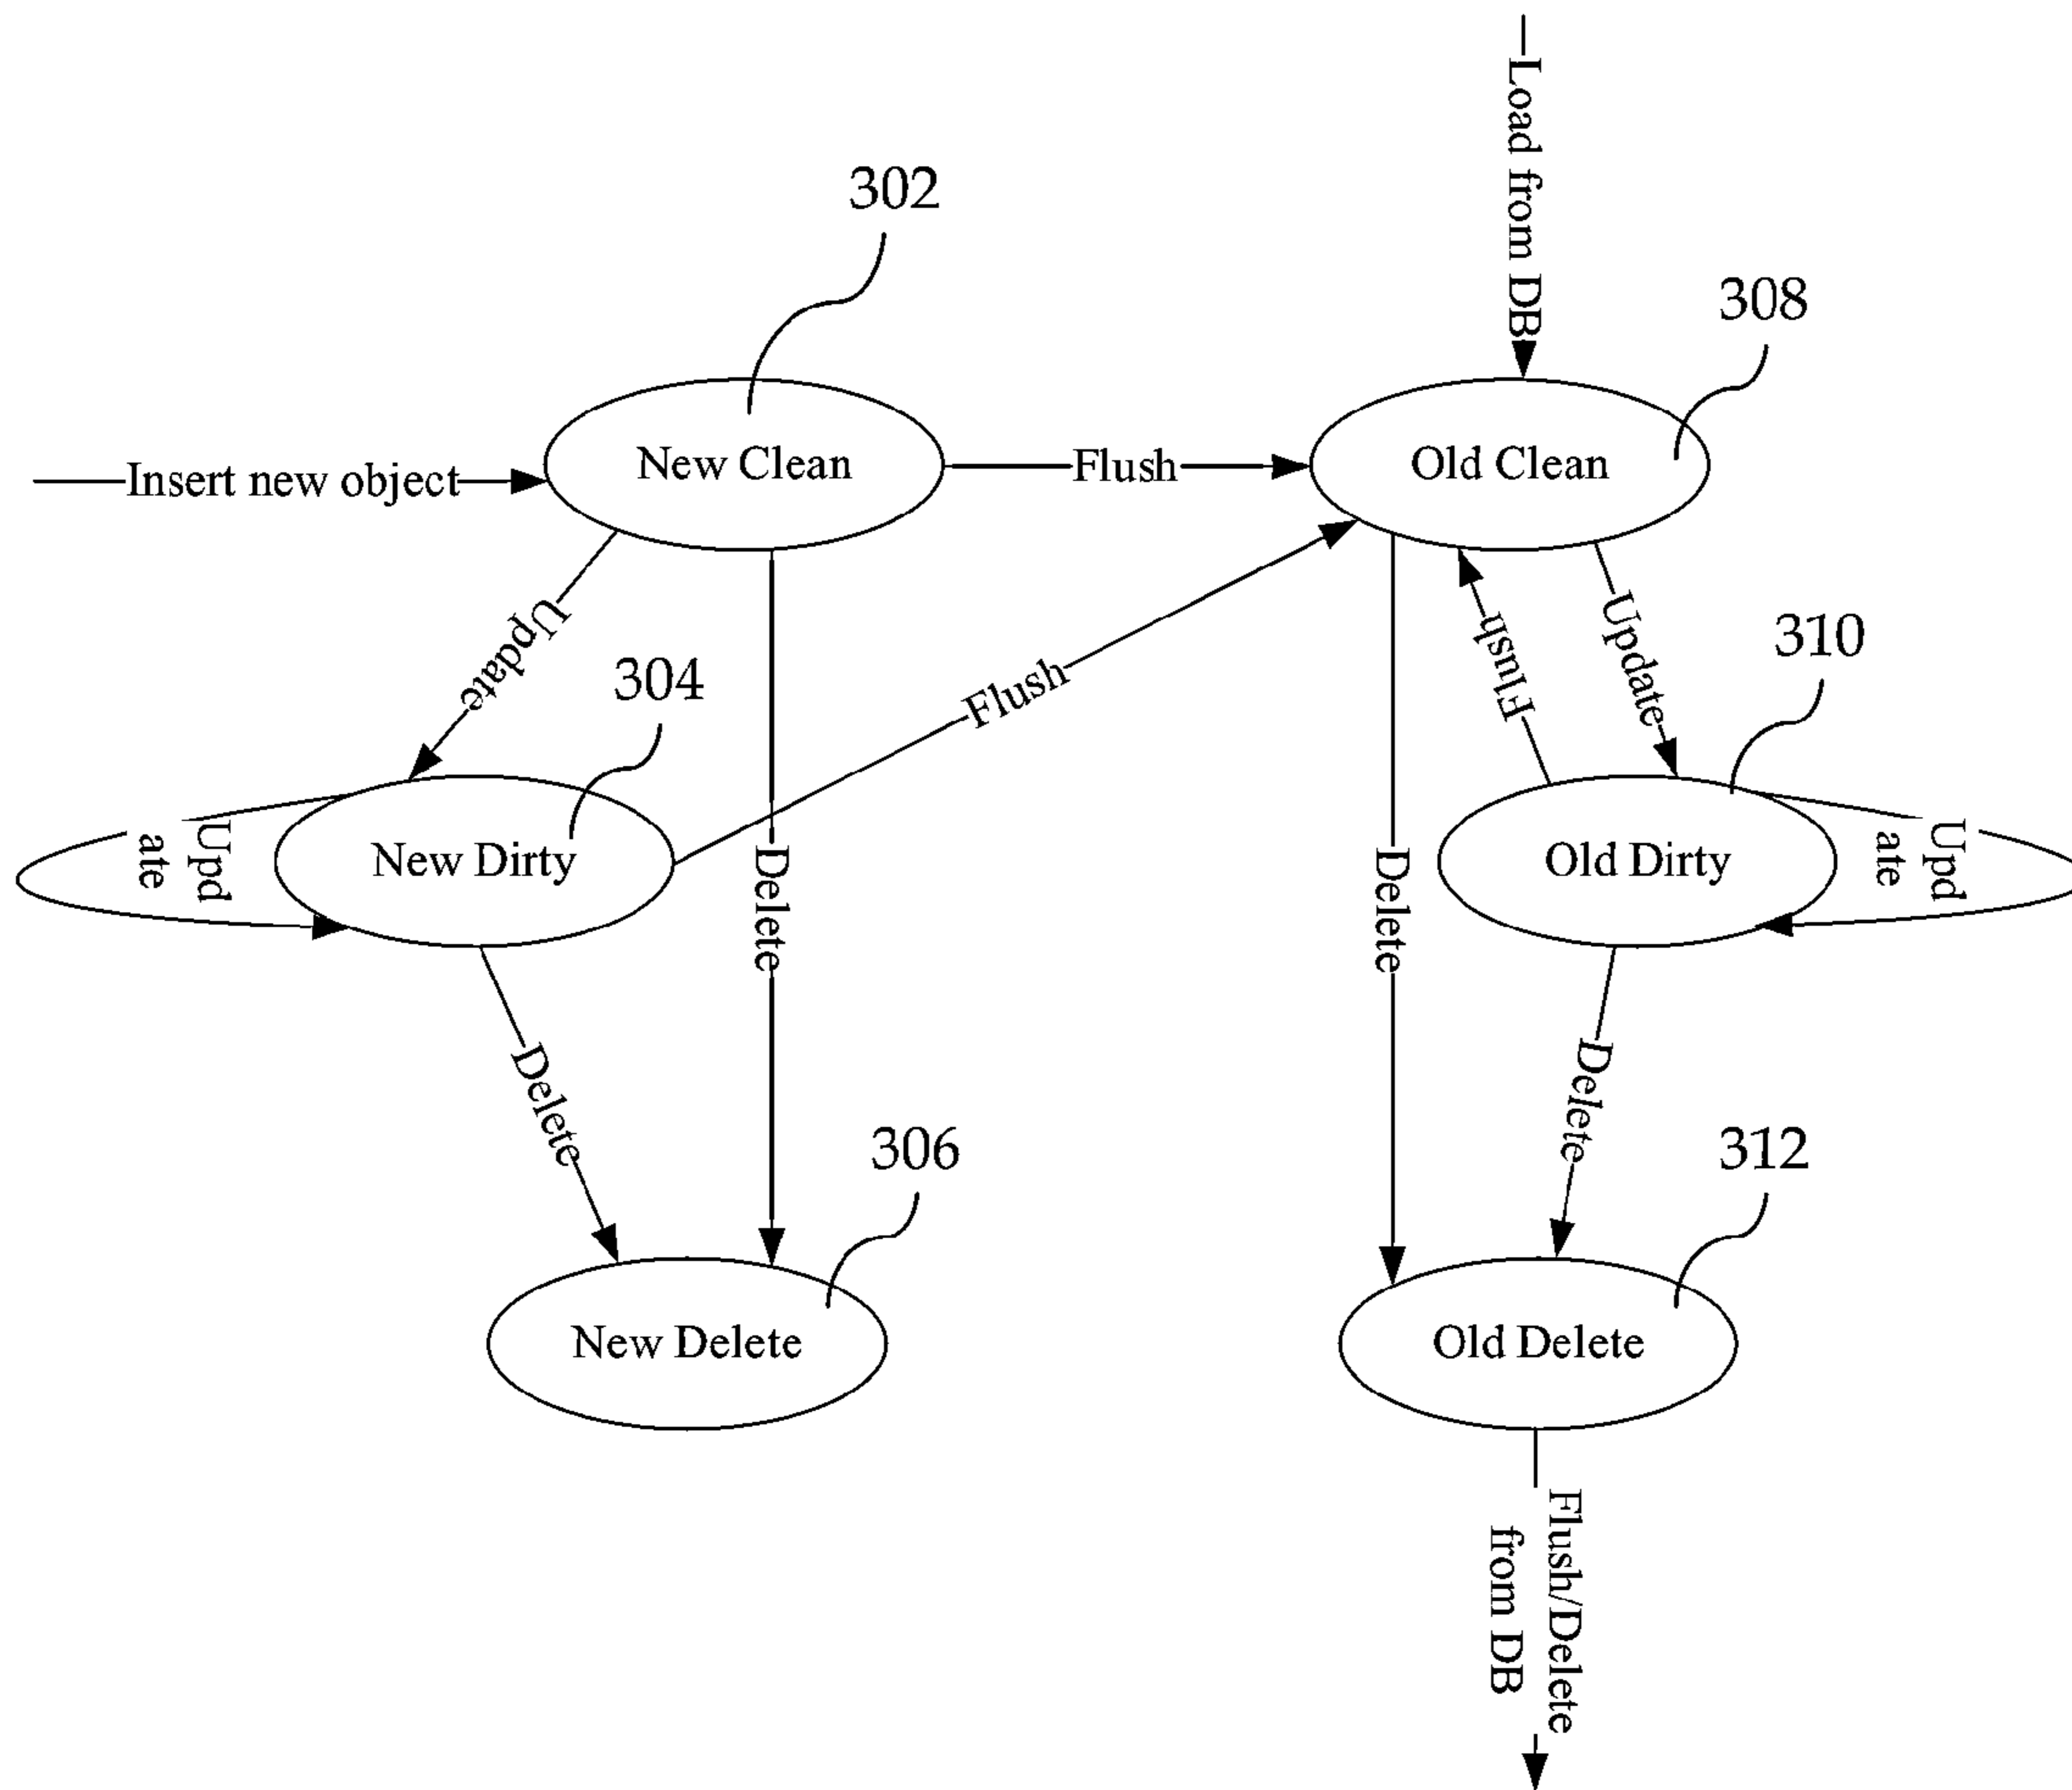 Load from DB
302
308
New Clean
Old Clean
Insert new object
Flush
Update
Flush
Update
310
304
Flush
New Dirty
Old Dirty
Upd
ate
Delete
Delete
Upd
ate
Delete
Delete
306
312
New Delete
Old Delete
Flush/Delete
from DB